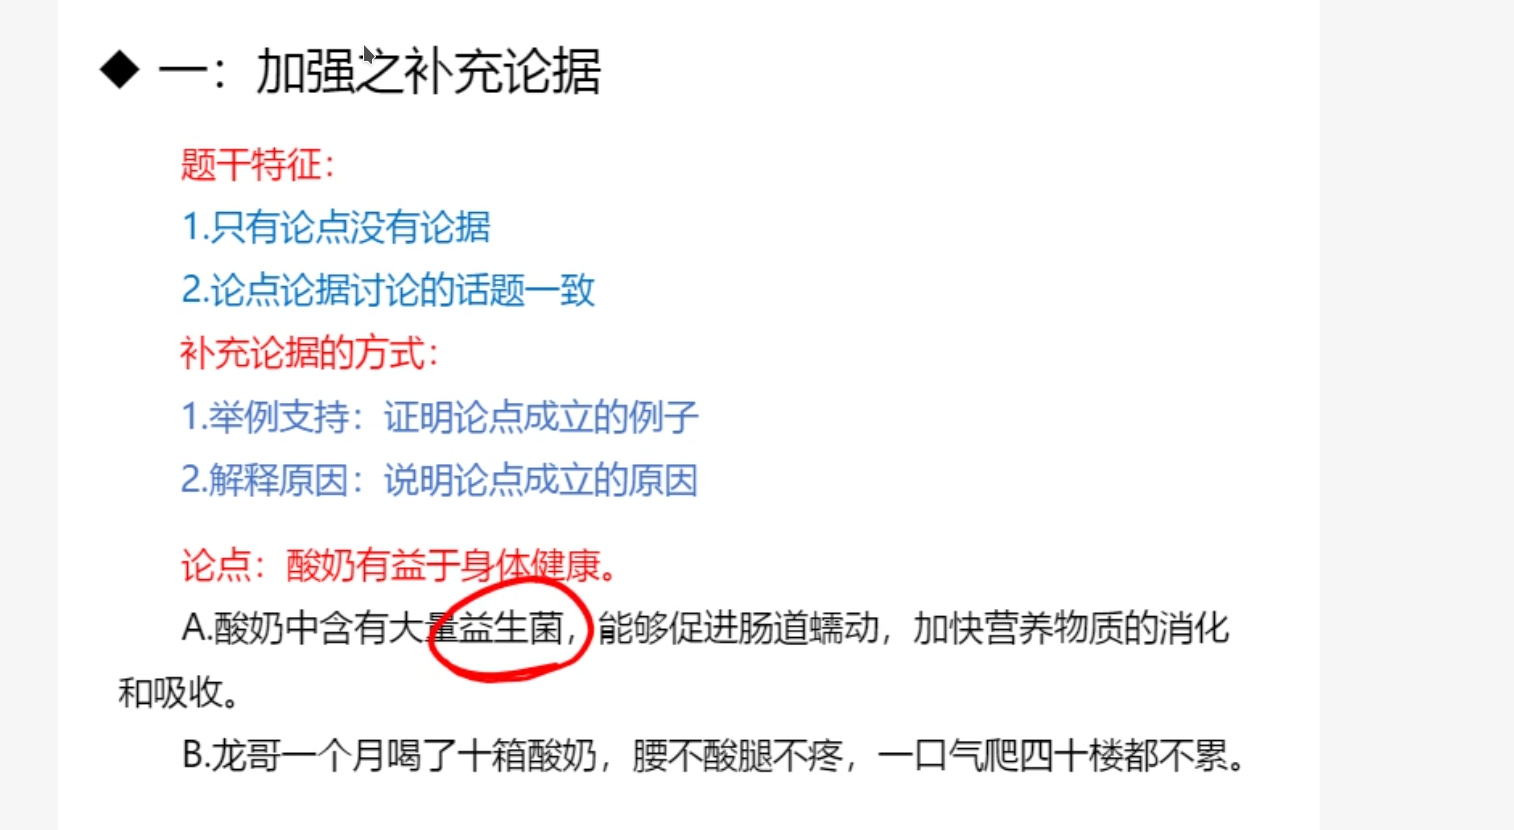 ◆ 一：加强之补充论据
题干特征：
1.只有论点没有论据
2.论点论据讨论的话题一致
补充论据的方式：
1.举例支持：证明论点成立的例子
2.解释原因：说明论点成立的原因
论点：酸奶有益于身体健康。
A.酸奶中含有大量益生菌，能够促进肠道蠕动，加快营养物质的消化
和吸收。
B.龙哥一个月喝了十箱酸奶，腰不酸腿不疼，一口气爬四十楼都不累。